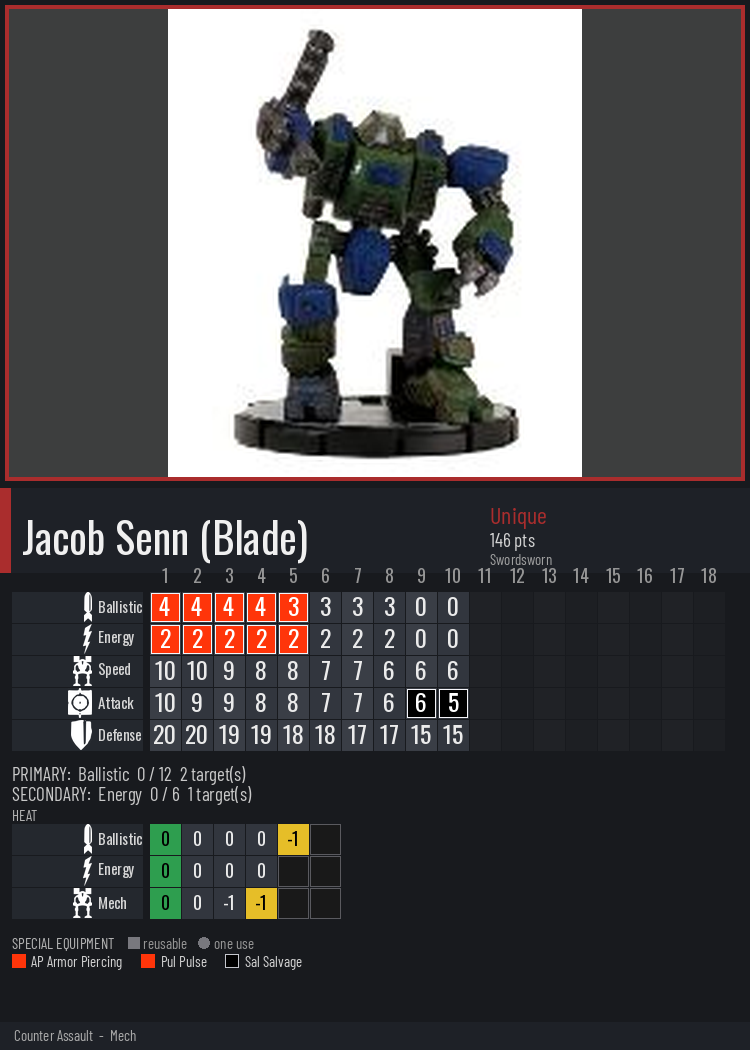 Jacob Senn (Blade)
Unique
146 pts
Swordsworn
1 2 3 4 5 6 7 8 9 10 11 12 13 14 15 16 17 18
Ballistic 4 4 4 4 3 3 3 3 0 0
Energy 2 2 2 2 2 2 2 2 0 0
Speed 10 10 9 8 8 7 7 6 6 6
Attack 10 9 9 8 8 7 7 6 6 5
Defense 20 20 19 19 18 18 17 17 15 15
PRIMARY: Ballistic 0 / 12 2 target(s)
SECONDARY: Energy 0 / 6 1 target(s)
HEAT
Ballistic 0 0 0 0 -1
Energy 0 0 0 0
Mech 0 0 -1 -1
SPECIAL EQUIPMENT reusable one use
AP Armor Piercing Pul Pulse Sal Salvage
Counter Assault - Mech